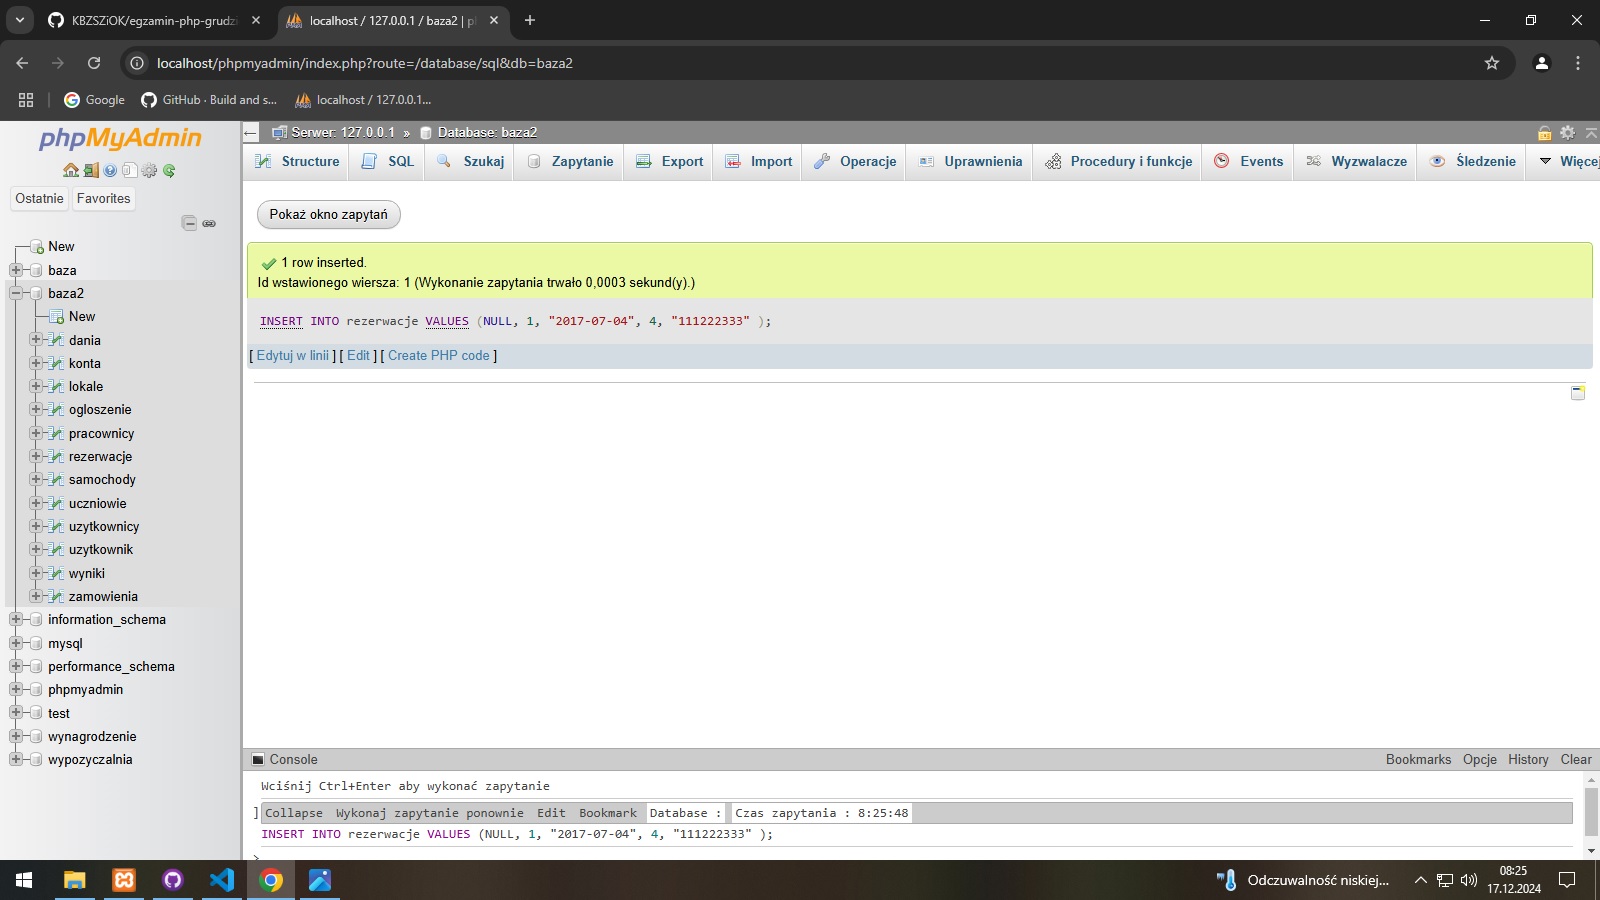 KBZSZiOK/egzamin-php-grudzi
localhost / 127.0.0.1 / baza2 | p
localhost/phpmyadmin/index.php?route=/database/sql&db=baza2
Google
GitHub · Build and s...
localhost / 127.0.0.1...
phpMyAdmin
Ostatnie
Favorites
New
baza
baza2
New
dania
konta
lokale
ogloszenie
pracownicy
rezerwacje
samochody
uczniowie
uzytkownicy
uzytkownik
wyniki
zamowienia
information_schema
mysql
performance_schema
phpmyadmin
test
wynagrodzenie
wypozyczalnia
Serwer: 127.0.0.1 » Database: baza2
Structure
SQL
Szukaj
Zapytanie
Export
Import
Operacje
Uprawnienia
Procedury i funkcje
Events
Wyzwalacze
Śledzenie
Więcej
Pokaż okno zapytań
1 row inserted.
Id wstawionego wiersza: 1 (Wykonanie zapytania trwało 0,0003 sekund(y).)
INSERT INTO rezerwacje VALUES (NULL, 1, "2017-07-04", 4, "111222333" );
[ Edytuj w linii ] [ Edit ] [ Create PHP code ]
Console
Bookmarks
Opcje
History
Clear
Wciśnij Ctrl+Enter aby wykonać zapytanie
] Collapse Wykonaj zapytanie ponownie Edit Bookmark Database : Czas zapytania : 8:25:48
INSERT INTO rezerwacje VALUES (NULL, 1, "2017-07-04", 4, "111222333" );
>
Odczuwalność niskiej...
08:25
17.12.2024